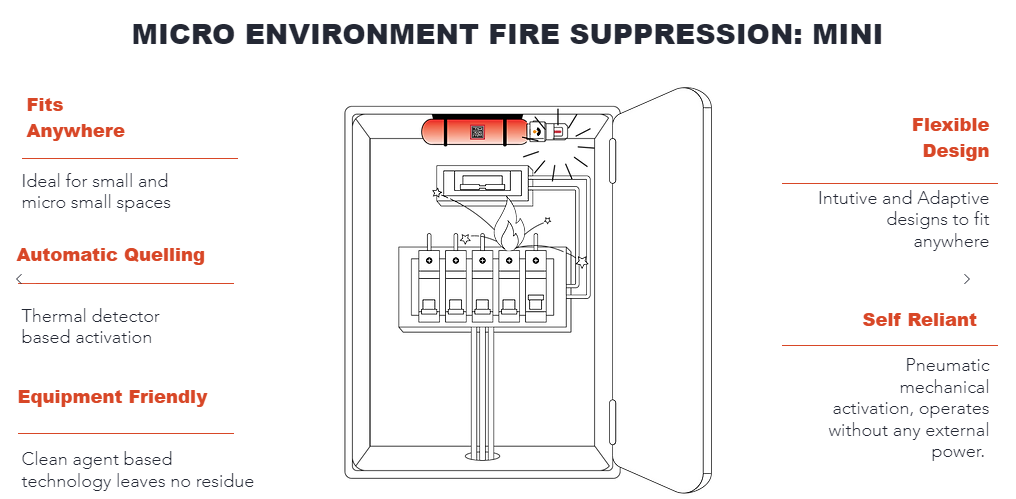 MICRO ENVIRONMENT FIRE SUPPRESSION: MINI
Fits
Anywhere
Ideal for small and
micro small spaces
Automatic Quelling
Thermal detector
based activation
Equipment Friendly
Clean agent based
technology leaves no residue
Flexible
Design
Intutive and Adaptive
designs to fit
anywhere
Self Reliant
Pneumatic
mechanical
activation, operates
without any external
power.